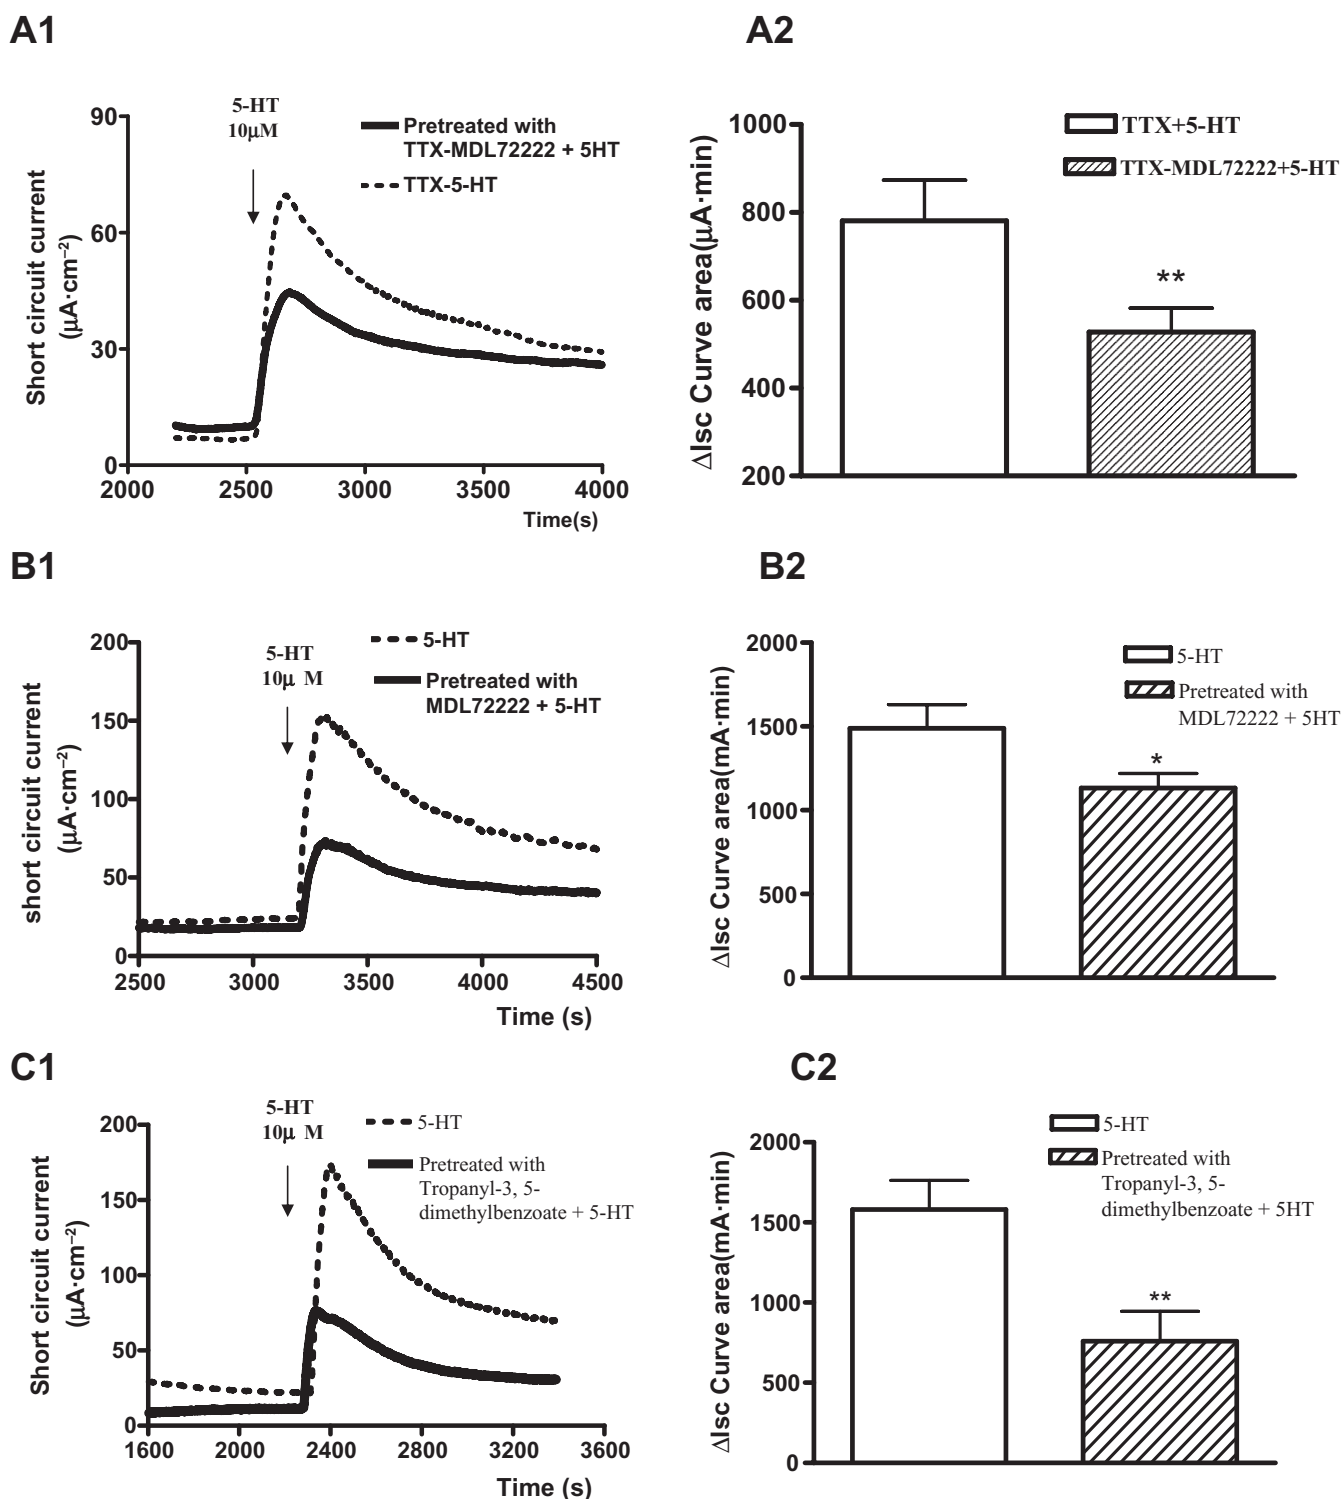 A1
A2
5-HT
10μM
Pretreated with
TTX-MDL72222 + 5HT
TTX-5-HT
90
60
30
0
Short circuit current
(μA·cm⁻²)
2000
2500
3000
3500
4000
Time(s)
TTX+5-HT
TTX-MDL72222+5-HT
1000
800
600
400
200
ΔIsc Curve area(μA·min)
**
B1
B2
5-HT
10μ M
5-HT
Pretreated with
MDL72222 + 5-HT
200
150
100
50
0
short circuit current
(μA·cm⁻²)
2500
3000
3500
4000
4500
Time (s)
5-HT
Pretreated with
MDL72222 + 5HT
2000
1500
1000
500
0
ΔIsc Curve area(mA·min)
*
C1
C2
5-HT
10μ M
5-HT
Pretreated with
Tropanyl-3, 5-
dimethylbenzoate + 5-HT
200
150
100
50
0
Short circuit current
(μA·cm⁻²)
1600
2000
2400
2800
3200
3600
Time (s)
5-HT
Pretreated with
Tropanyl-3, 5-
dimethylbenzoate + 5HT
2000
1500
1000
500
0
ΔIsc Curve area(mA·min)
**